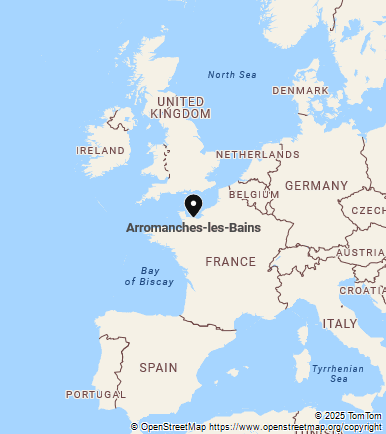 North Sea
DENMARK
UNITED
KINGDOM
IRELAND
NETHERLANDS
BELGIUM
GERMANY
CZECH
Arromanches-les-Bains
AUSTRIA
FRANCE
Bay
of Biscay
CROATIA
ITALY
SPAIN
Tyrrhenian
Sea
PORTUGAL
© 2025 TomTom
© OpenStreetMap https://www.openstreetmap.org/copyright